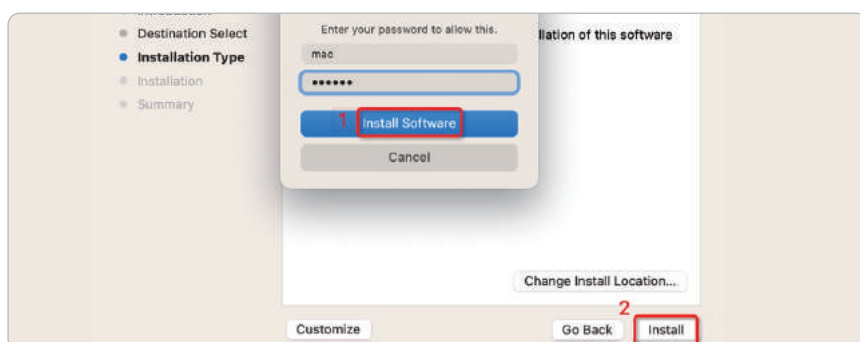 Destination Select
Installation Type
Installation
Summary
Enter your password to allow this.
mac
••••••
1
Install Software
Cancel
llation of this software
Change Install Location...
2
Customize
Go Back
Install